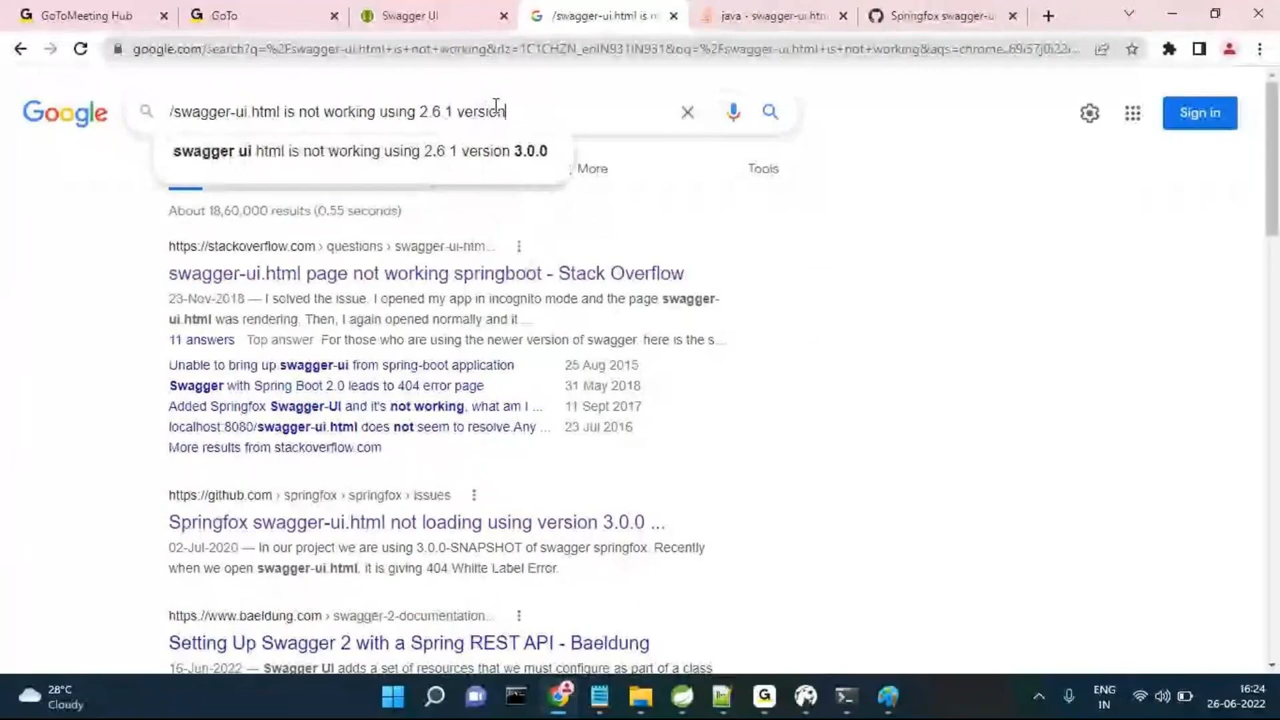 GoToMeeting Hub
GoTo
Swagger UI
/swagger-ui.html is n
java - swagger-ui.htm
Springfox swagger-u
google.com/search?q=%2Fswagger-ui.html+is+not+working&rlz=1C1CHZN_enIN931IN931&oq=%2Fswagger-ui.html+is+not+working&aqs=chrome..69i57j0i22...
Google
/swagger-ui.html is not working using 2.6.1 version
Sign in
swagger ui html is not working using 2.6 1 version 3.0.0
More
Tools
About 18,60,000 results (0.55 seconds)
https://stackoverflow.com › questions › swagger-ui-htm...
swagger-ui.html page not working springboot - Stack Overflow
23-Nov-2018 — I solved the issue. I opened my app in incognito mode and the page swagger-
ui.html was rendering. Then, I again opened normally and it ...
11 answers Top answer: For those who are using the newer version of swagger, here is the s...
Unable to bring up swagger-ui from spring-boot application 25 Aug 2015
Swagger with Spring Boot 2.0 leads to 404 error page 31 May 2018
Added Springfox Swagger-UI and it's not working, what am I ... 11 Sept 2017
localhost:8080/swagger-ui.html does not seem to resolve.Any ... 23 Jul 2016
More results from stackoverflow.com
https://github.com › springfox › springfox › issues
Springfox swagger-ui.html not loading using version 3.0.0 ...
02-Jul-2020 — In our project we are using 3.0.0-SNAPSHOT of swagger springfox. Recently
when we open swagger-ui.html, it is giving 404 White Label Error.
https://www.baeldung.com › swagger-2-documentation...
Setting Up Swagger 2 with a Spring REST API - Baeldung
16-Jun-2022 — Swagger UI adds a set of resources that we must configure as part of a class
28°C
Cloudy
ENG
IN
16:24
26-06-2022